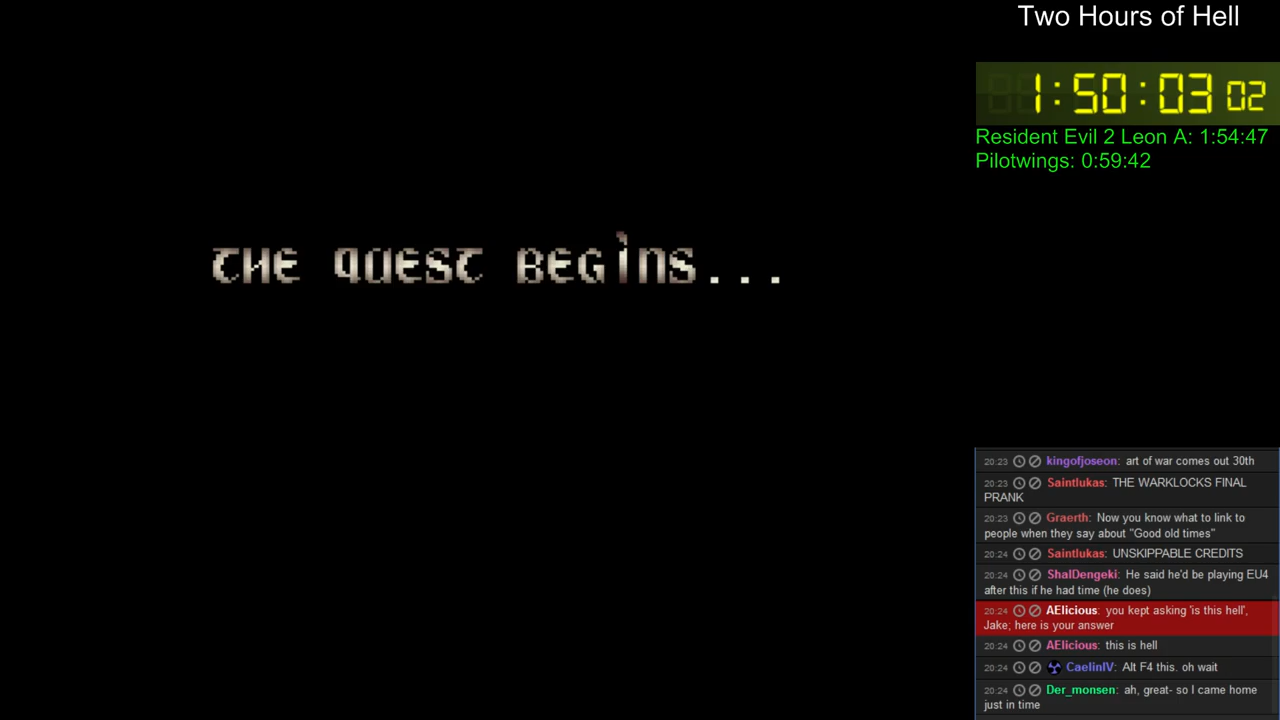 Two Hours of Hell
1:50:03 02
Resident Evil 2 Leon A: 1:54:47
Pilotwings: 0:59:42
THE QUEST BEGINS...
20:23 kingofjoseon: art of war comes out 30th
20:23 Saintlukas: THE WARKLOCKS FINAL
PRANK
20:23 Graerth: Now you know what to link to
people when they say about "Good old times"
20:24 Saintlukas: UNSKIPPABLE CREDITS
20:24 ShalDengeki: He said he'd be playing EU4
after this if he had time (he does)
20:24 AElicious: you kept asking 'is this hell',
Jake; here is your answer
20:24 AElicious: this is hell
20:24 CaelinIV: Alt F4 this. oh wait
20:24 Der_monsen: ah, great- so I came home
just in time